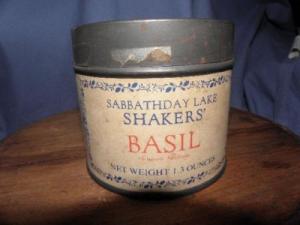 SABBATHDAY LAKE
SHAKERS'
BASIL
NET WEIGHT 1.3 OUNCES